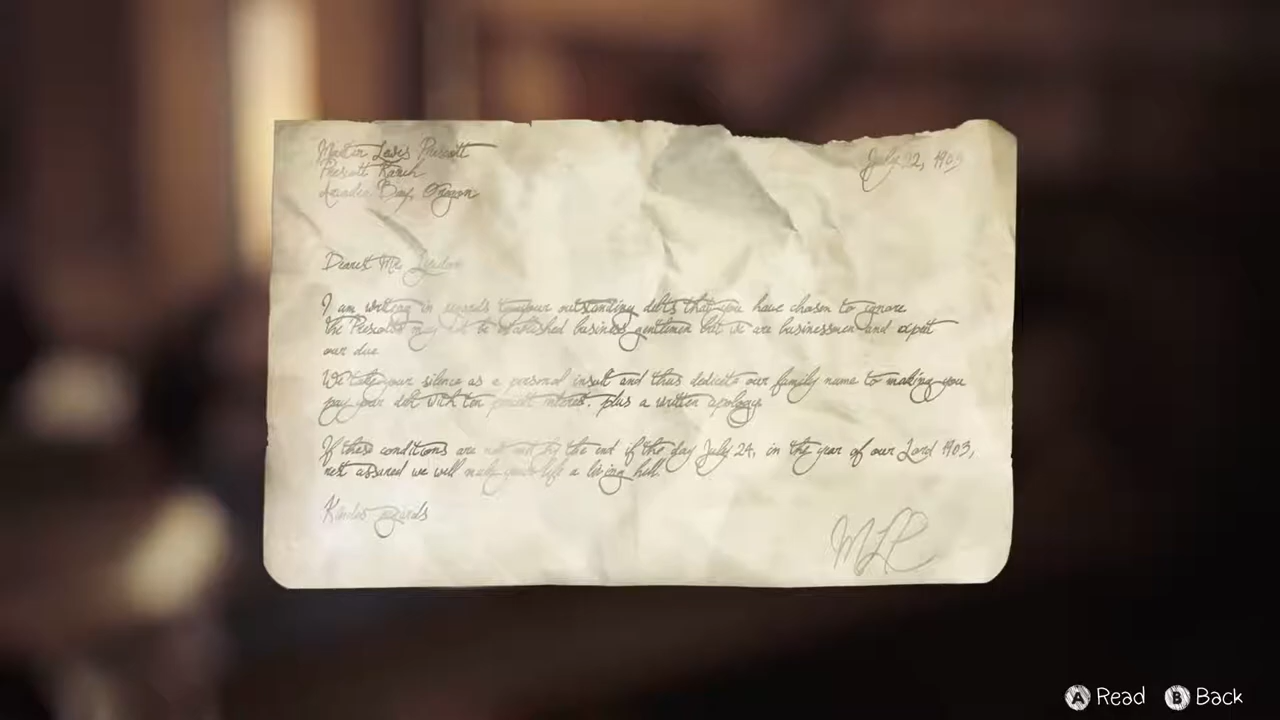 Martin Lewis Prescott
Prescott Ranch
Arcadia Bay, Oregon
July 22, 1903
Dearest Mr.
I am writing in regards to your outstanding debts that you have chosen to ignore
the Prescotts may not be established business gentlemen but we are businessmen and expect
our due.
We take your silence as a personal insult and thus dedicate our family name to making you
pay your debt with ten percent interest, plus a written apology.
If these conditions are not met by the end if the day July 24, in the year of our Lord 1903,
rest assured we will make your life a living hell.
Kindest regards
MLP
A Read B Back